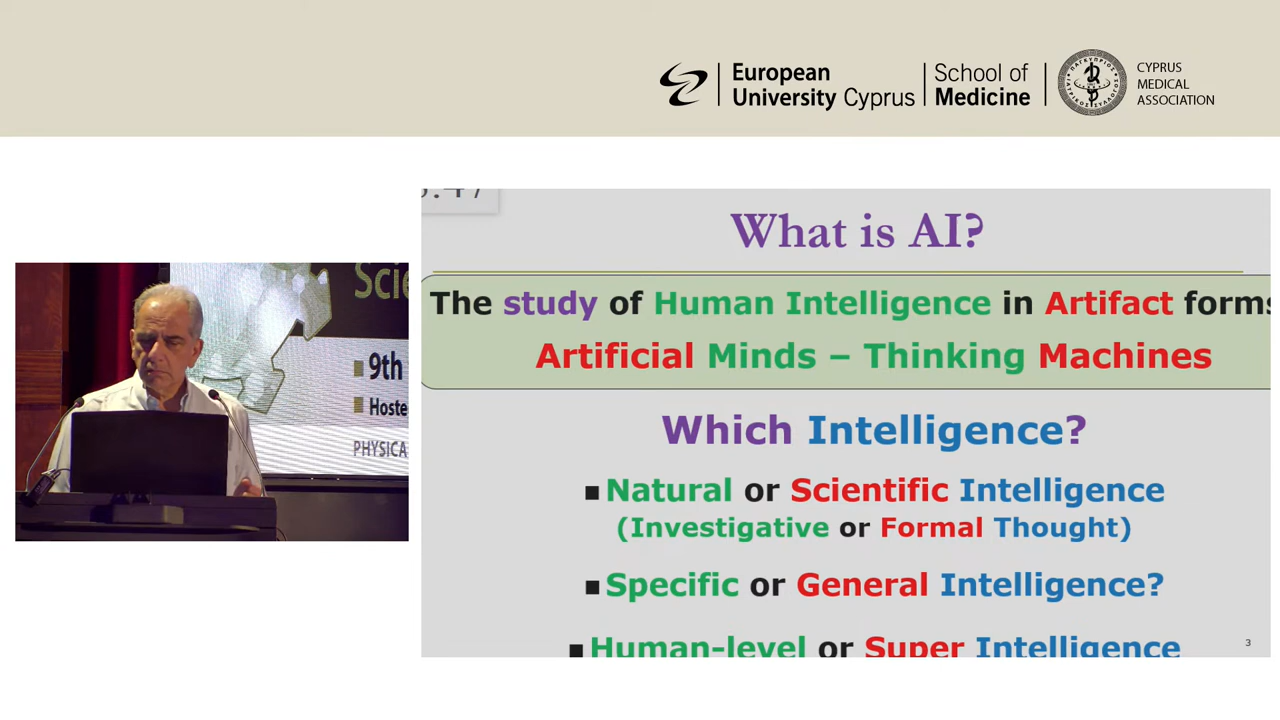 European
University Cyprus
School of
Medicine
CYPRUS
MEDICAL
ASSOCIATION
What is AI?
The study of Human Intelligence in Artifact forms
Artificial Minds – Thinking Machines
Which Intelligence?
▪Natural or Scientific Intelligence
(Investigative or Formal Thought)
▪Specific or General Intelligence?
▪Human-level or Super Intelligence
3
Scie
▪9th
▪Hoste
PHYSICA